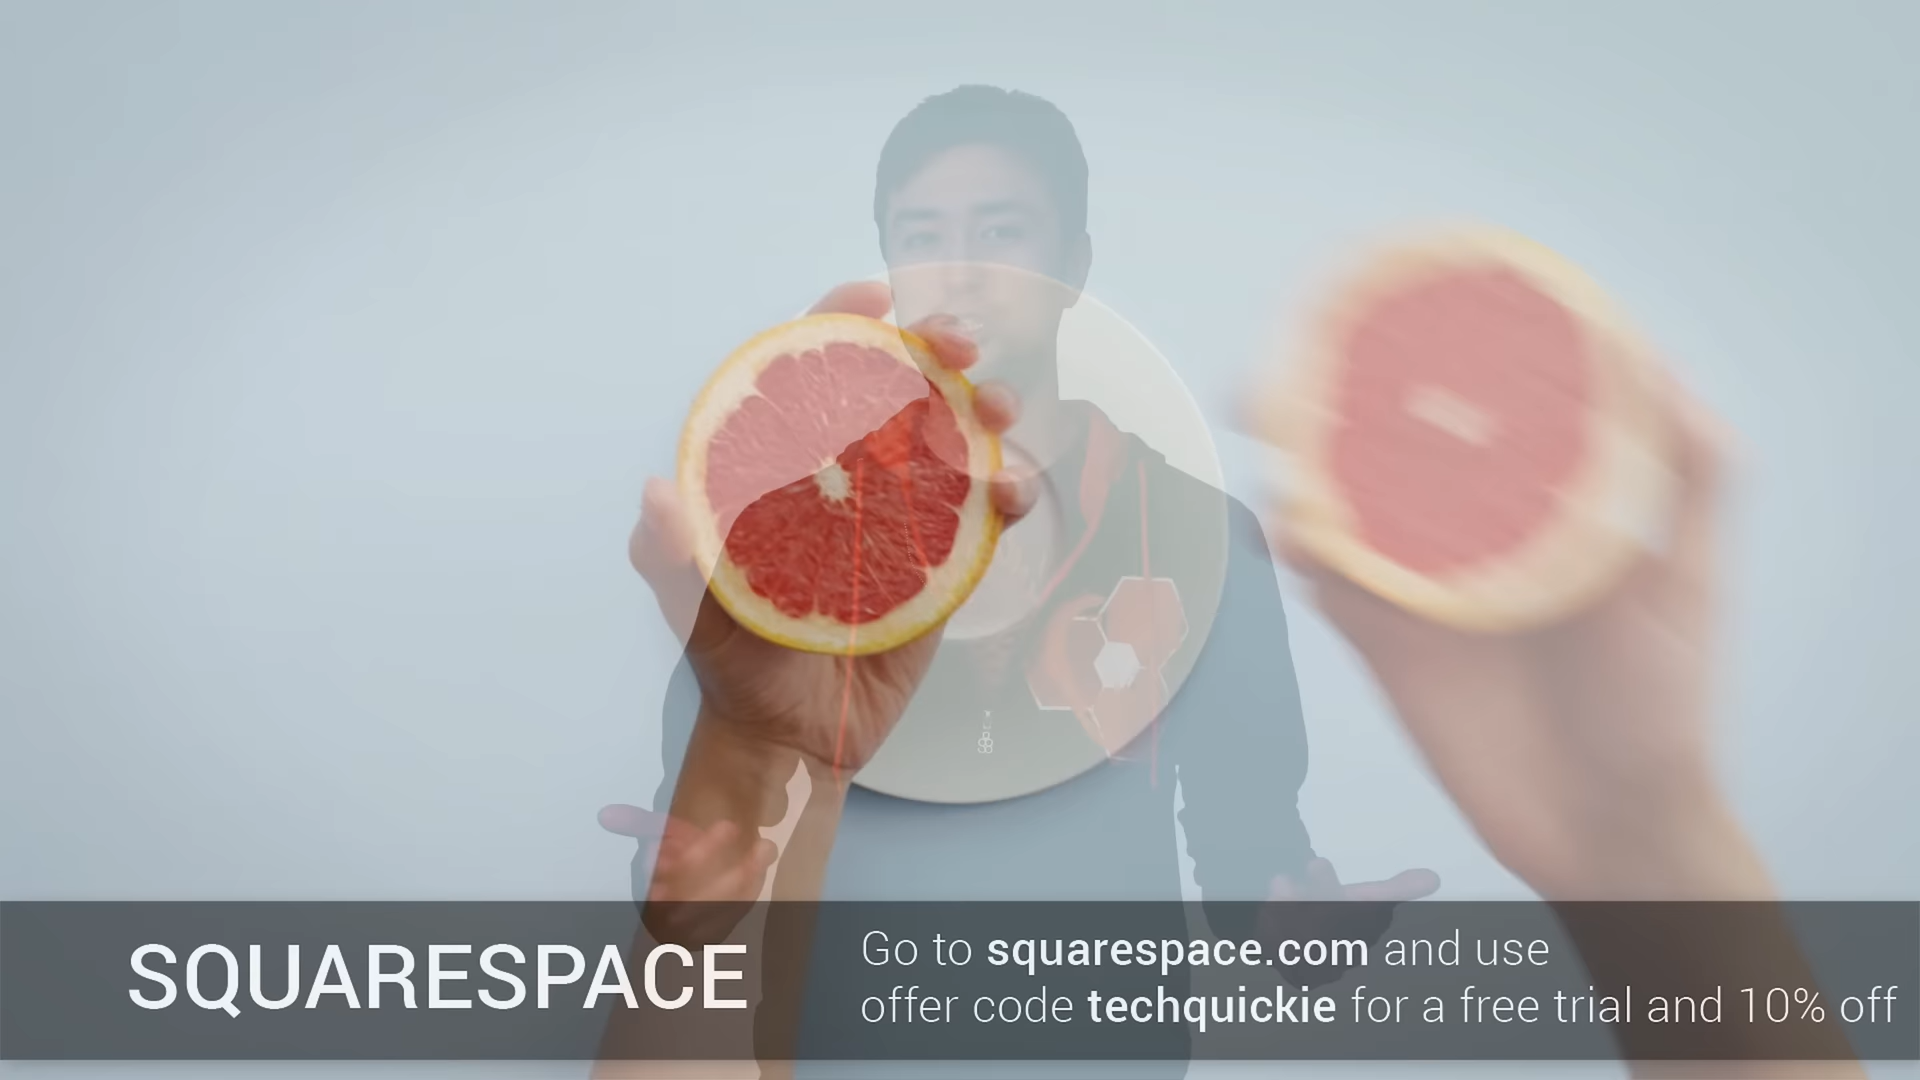 SQUARESPACE
Go to squarespace.com and use
offer code techquickie for a free trial and 10% off